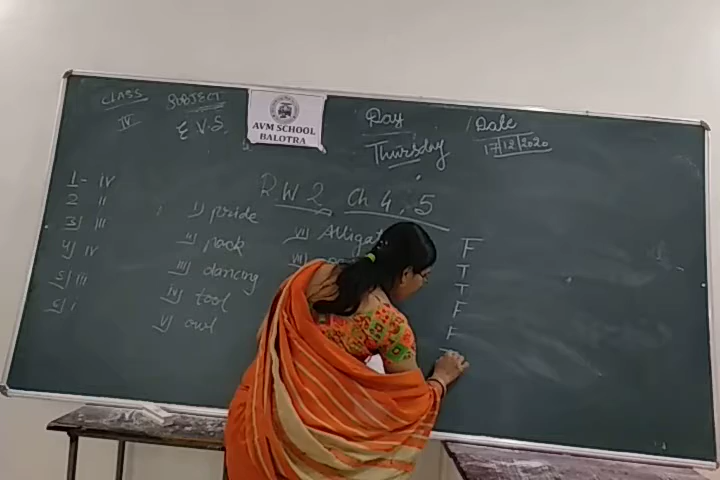 CLASS
IV
SUBJECT
E.V.S.
AVM SCHOOL
BALOTRA
Day
Thursday
Date
17/12/2020
R.W 2 Ch 4, 5
1 - iv
2 ii
3) iii
4) iv
5) iii
6) i
i) pride
ii) pack
iii) dancing
iv) tool
v) owl
vi) Alligat
vii)
F
T
T
F
F